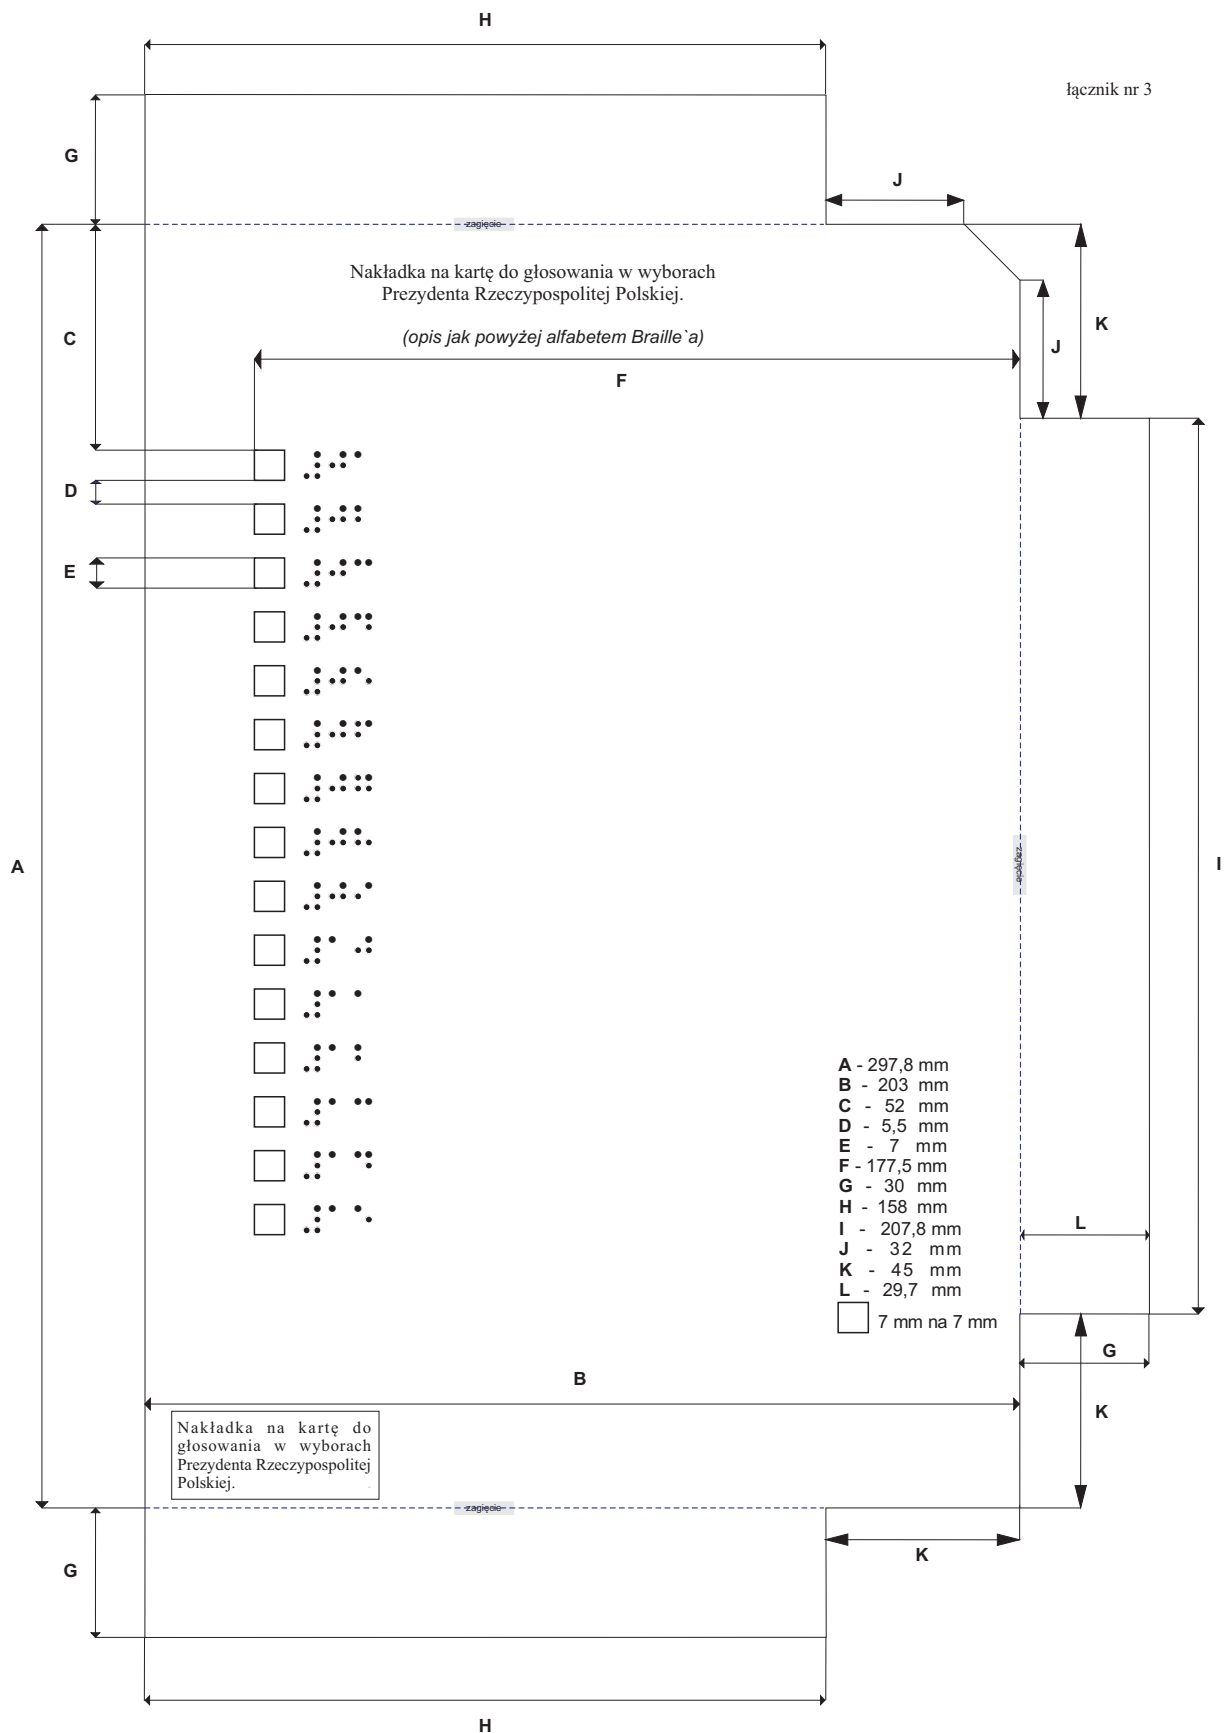 H
łącznik nr 3
G
J
zagięcie
Nakładka na kartę do głosowania w wyborach
Prezydenta Rzeczypospolitej Polskiej.
K
C
(opis jak powyżej alfabetem Braille`a)
J
F
⠼⠚⠁
D
⠼⠚⠃
E
⠼⠚⠉
⠼⠚⠙
⠼⠚⠑
⠼⠚⠋
⠼⠚⠛
⠼⠚⠓
A
zagięcie
I
⠼⠚⠊
⠼⠁⠚
⠼⠁⠁
⠼⠁⠃
⠼⠁⠉
⠼⠁⠙
⠼⠁⠑
A - 297,8 mm
B - 203 mm
C - 52 mm
D - 5,5 mm
E - 7 mm
F - 177,5 mm
G - 30 mm
H - 158 mm
I - 207,8 mm
J - 32 mm
K - 45 mm
L - 29,7 mm
7 mm na 7 mm
L
G
B
K
Nakładka na kartę do
głosowania w wyborach
Prezydenta Rzeczypospolitej
Polskiej.
zagięcie
K
G
H